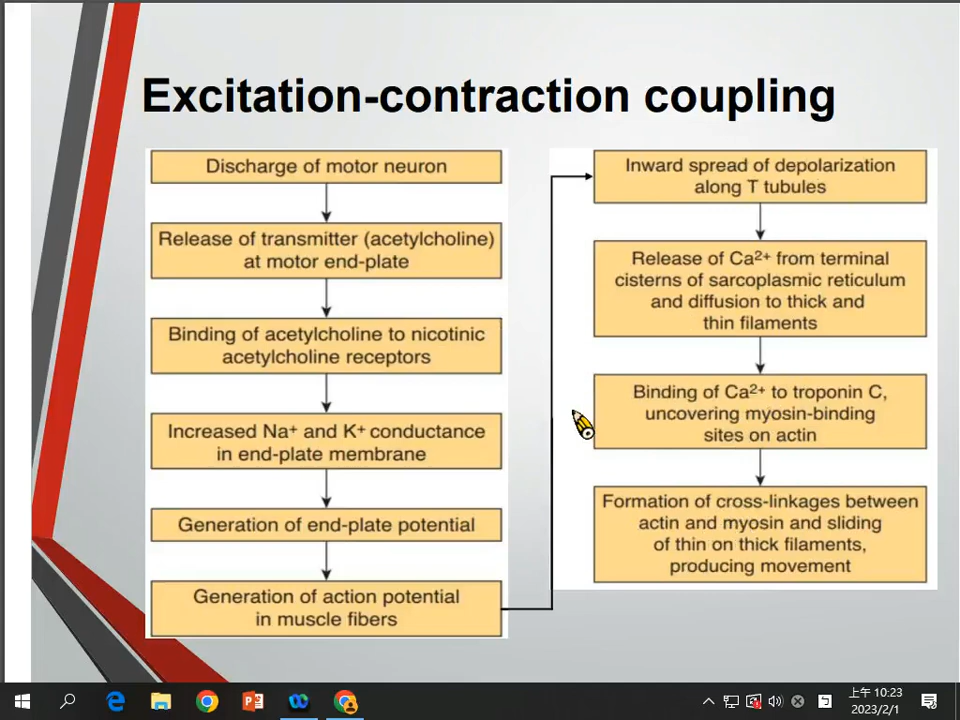 Excitation-contraction coupling
Discharge of motor neuron
Release of transmitter (acetylcholine)
at motor end-plate
Binding of acetylcholine to nicotinic
acetylcholine receptors
Increased Na⁺ and K⁺ conductance
in end-plate membrane
Generation of end-plate potential
Generation of action potential
in muscle fibers
Inward spread of depolarization
along T tubules
Release of Ca²⁺ from terminal
cisterns of sarcoplasmic reticulum
and diffusion to thick and
thin filaments
Binding of Ca²⁺ to troponin C,
uncovering myosin-binding
sites on actin
Formation of cross-linkages between
actin and myosin and sliding
of thin on thick filaments,
producing movement
上午 10:23
2023/2/1